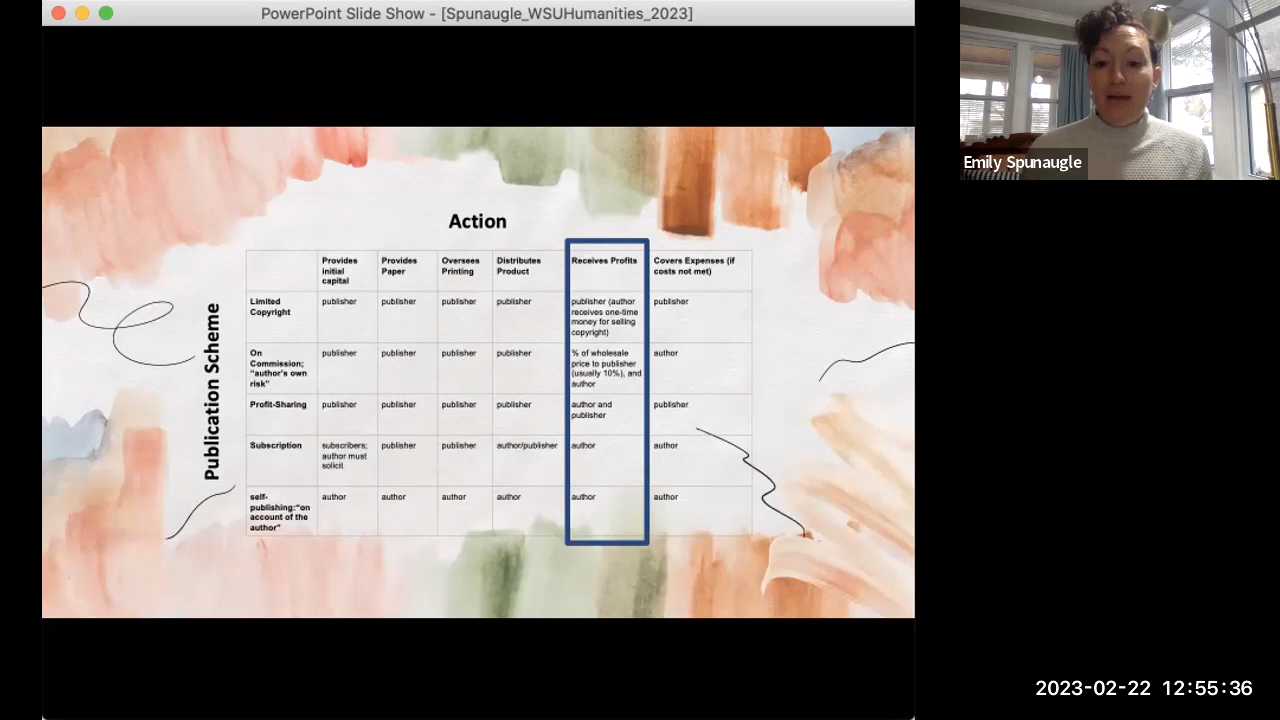 PowerPoint Slide Show - [Spunaugle_WSUHumanities_2023]
Emily Spunaugle
Action
Publication Scheme
Provides initial capital
Provides Paper
Oversees Printing
Distributes Product
Receives Profits
Covers Expenses (if costs not met)
Limited Copyright
publisher
publisher
publisher
publisher
publisher (author receives one-time money for selling copyright)
publisher
On Commission; "author's own risk"
publisher
publisher
publisher
publisher
% of wholesale price to publisher (usually 10%), and author
author
Profit-Sharing
publisher
publisher
publisher
publisher
author and publisher
publisher
Subscription
subscribers; author must solicit
publisher
publisher
author/publisher
author
author
self-publishing:"on account of the author"
author
author
author
author
author
author
2023-02-22 12:55:36